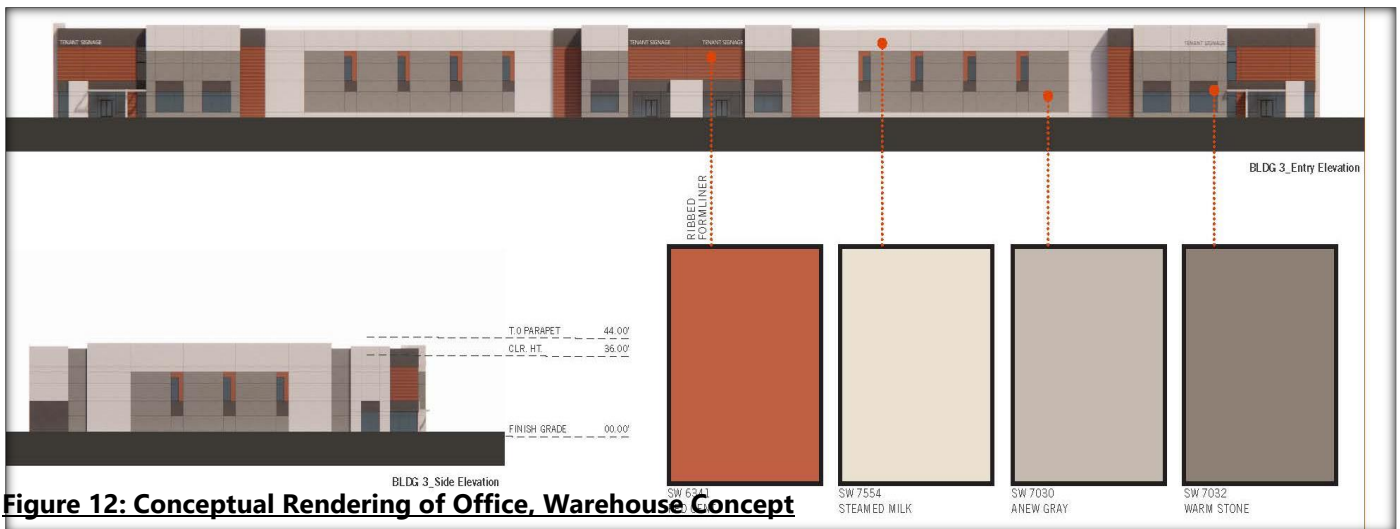 TENANT SIGNAGE
TENANT SIGNAGE TENANT SIGNAGE
TENANT SIGNAGE
BLDG 3_Entry Elevation
RIBBED
FORMLINER
T.O PARAPET 44.00'
CLR. HT. 36.00'
FINISH GRADE 00.00'
BLDG 3_Side Elevation
SW 6341
SW 7554
STEAMED MILK
SW 7030
ANEW GRAY
SW 7032
WARM STONE
Figure 12: Conceptual Rendering of Office, Warehouse Concept